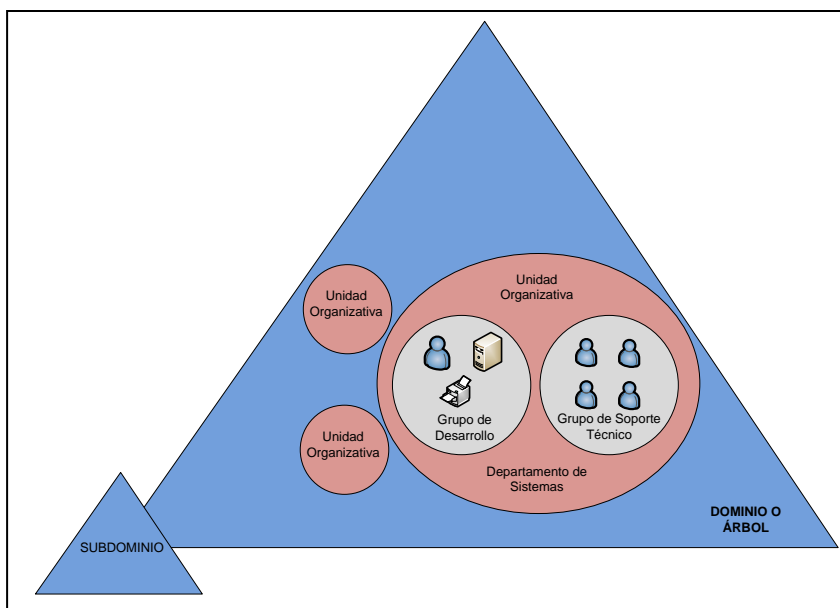 Unidad
Organizativa
Unidad
Organizativa
Grupo de
Desarrollo
Grupo de Soporte
Técnico
Unidad
Organizativa
Departamento de
Sistemas
DOMINIO O
ÁRBOL
SUBDOMINIO